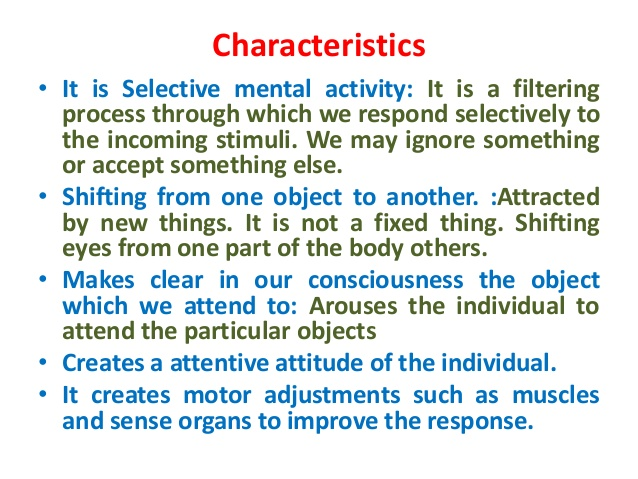 Characteristics
• It is Selective mental activity: It is a filtering
process through which we respond selectively to
the incoming stimuli. We may ignore something
or accept something else.
• Shifting from one object to another. :Attracted
by new things. It is not a fixed thing. Shifting
eyes from one part of the body others.
• Makes clear in our consciousness the object
which we attend to: Arouses the individual to
attend the particular objects
• Creates a attentive attitude of the individual.
• It creates motor adjustments such as muscles
and sense organs to improve the response.